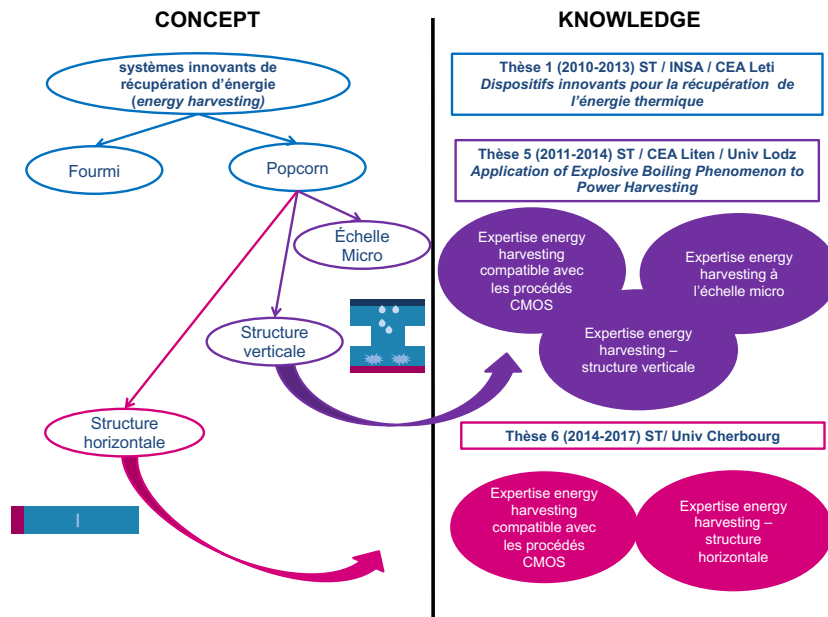 CONCEPT
KNOWLEDGE
systèmes innovants de
récupération d'énergie
(energy harvesting)
Fourmi
Popcorn
Échelle
Micro
Structure
verticale
Structure
horizontale
Thèse 1 (2010-2013) ST / INSA / CEA Leti
Dispositifs innovants pour la récupération de
l'énergie thermique
Thèse 5 (2011-2014) ST / CEA Liten / Univ Lodz
Application of Explosive Boiling Phenomenon to
Power Harvesting
Expertise energy
harvesting
compatible avec
les procédés
CMOS
Expertise energy
harvesting à
l'échelle micro
Expertise energy
harvesting –
structure verticale
Thèse 6 (2014-2017) ST/ Univ Cherbourg
Expertise energy
harvesting
compatible avec
les procédés
CMOS
Expertise energy
harvesting –
structure
horizontale